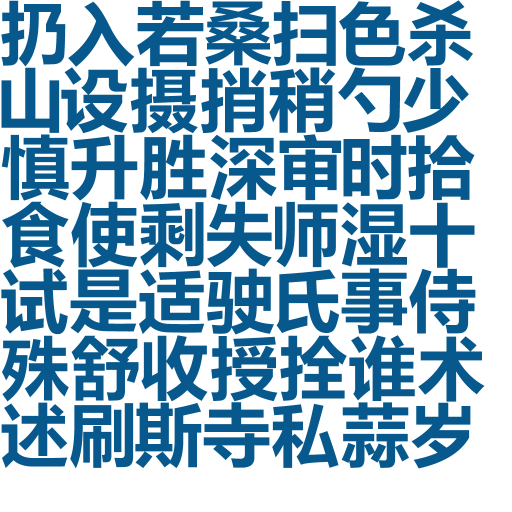 扔入若桑扫色杀
山设摄捎稍勺少
慎升胜深审时拾
食使剩失师湿十
试是适驶氏事侍
殊舒收授拴谁术
述刷斯寺私蒜岁